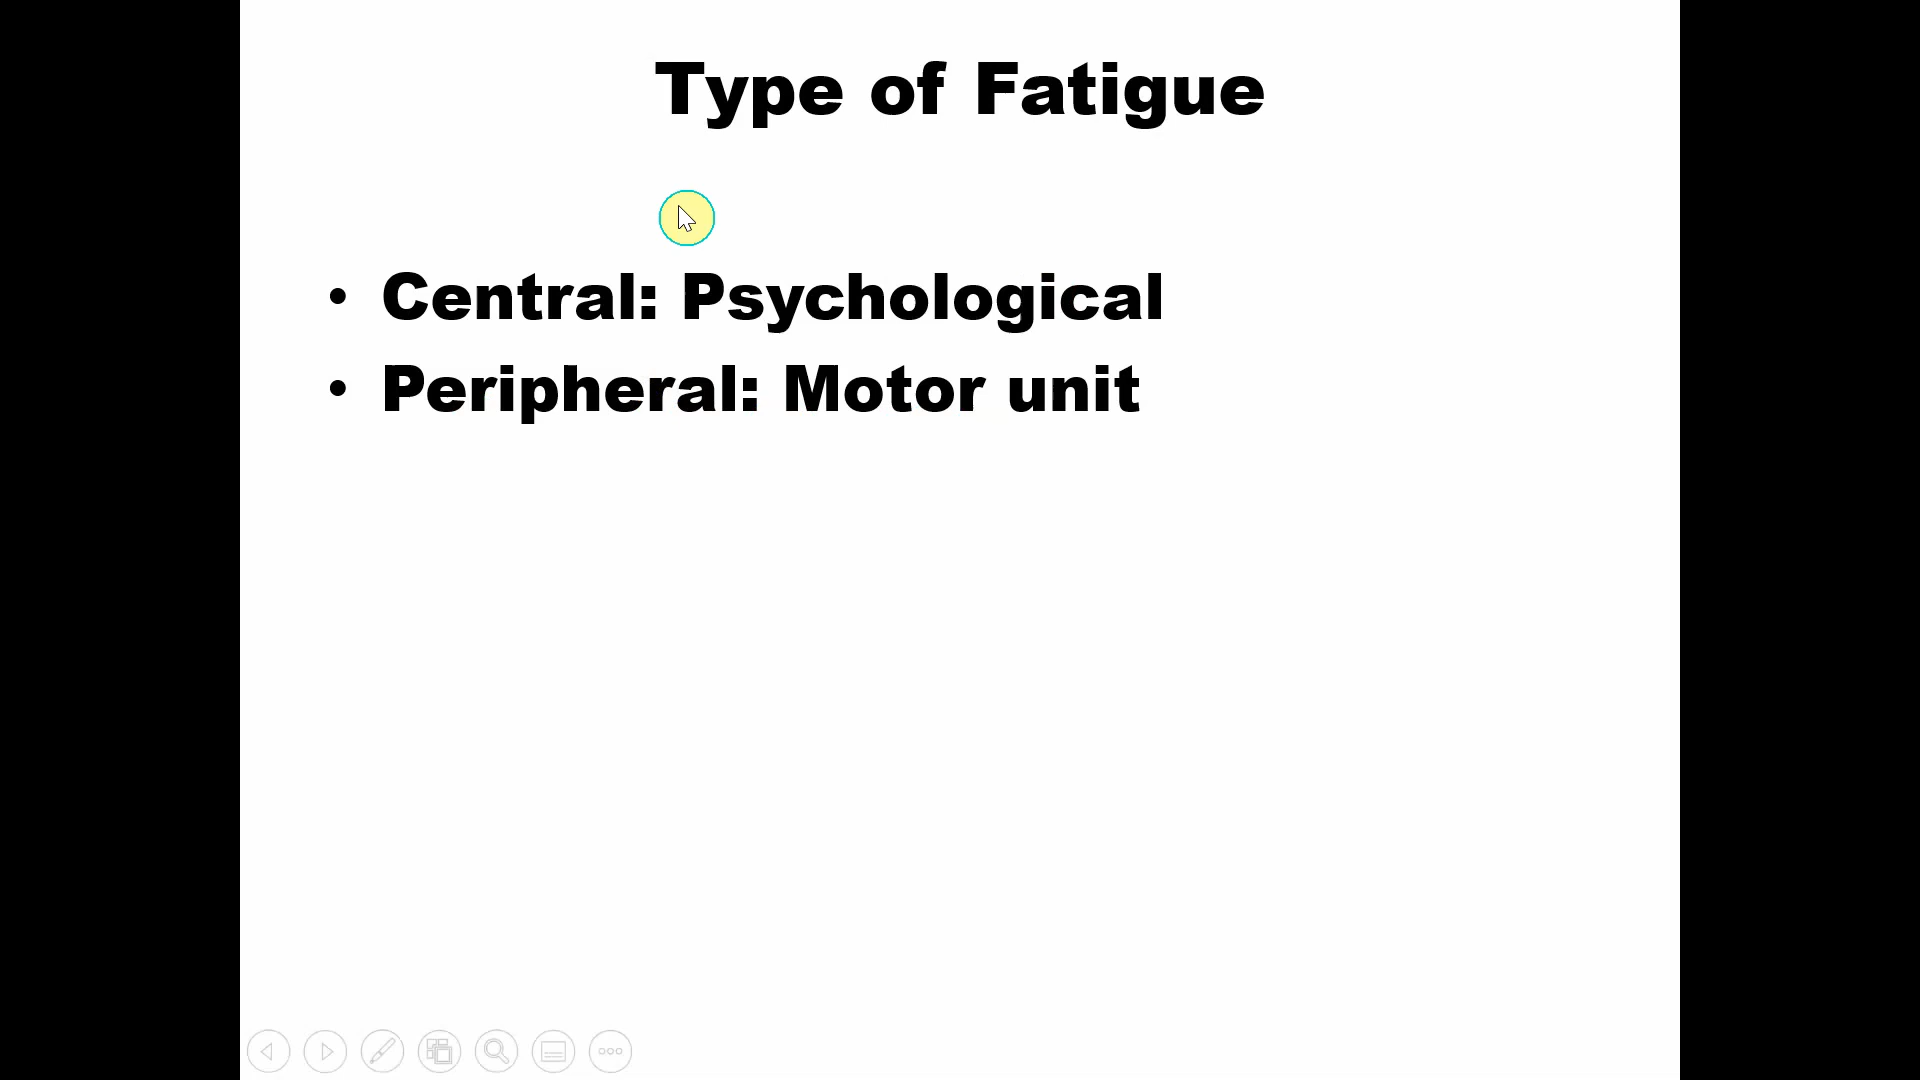 Type of Fatigue
• Central: Psychological
• Peripheral: Motor unit